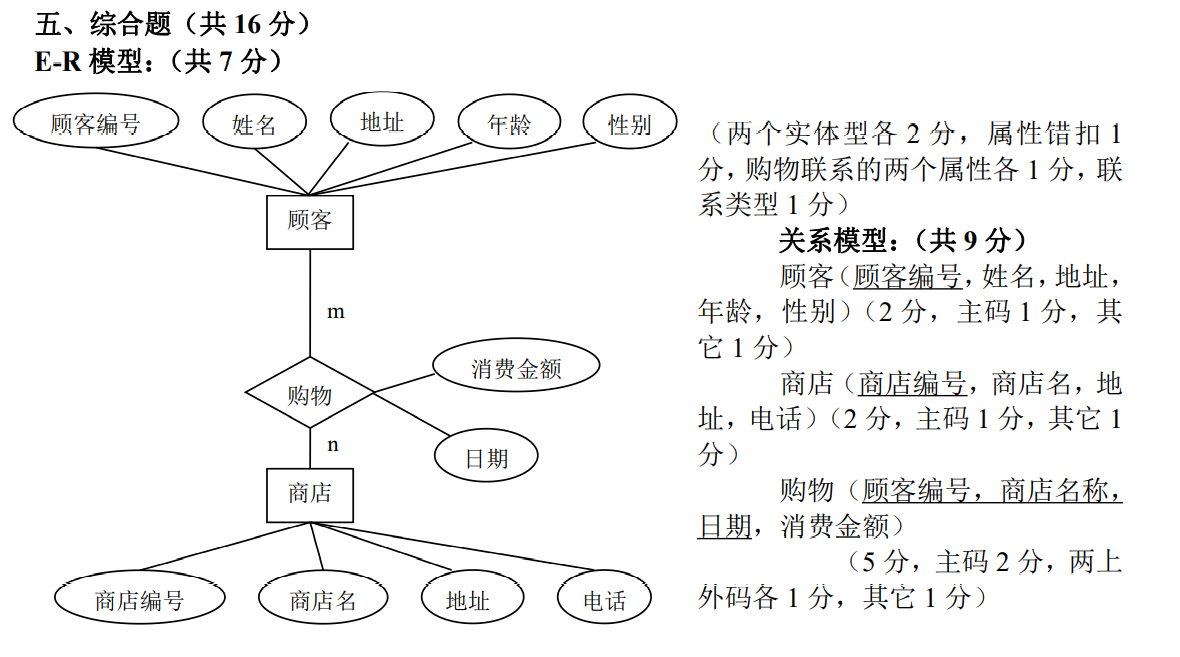 五、综合题（共 16 分）
E-R 模型：（共 7 分）
顾客编号
姓名
地址
年龄
性别
顾客
m
购物
消费金额
n
日期
商店
商店编号
商店名
地址
电话
（两个实体型各 2 分，属性错扣 1
分，购物联系的两个属性各 1 分，联
系类型 1 分）
关系模型：（共 9 分）
顾客（顾客编号，姓名，地址，
年龄，性别）（2 分，主码 1 分，其
它 1 分）
商店（商店编号，商店名，地
址，电话）（2 分，主码 1 分，其它 1
分）
购物（顾客编号，商店名称，
日期，消费金额）
（5 分，主码 2 分，两上
外码各 1 分，其它 1 分）